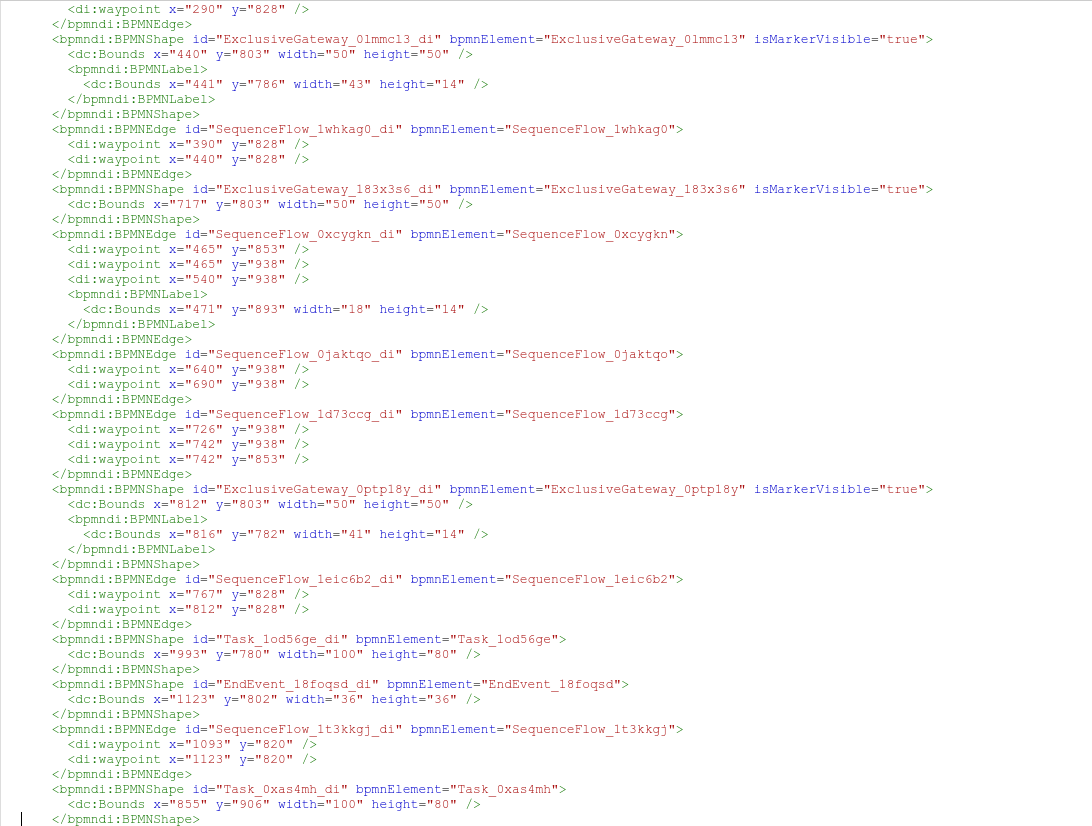 <di:waypoint x="290" y="828" />
</bpmndi:BPMNEdge>
<bpmndi:BPMNShape id="ExclusiveGateway_0lmmcl3_di" bpmnElement="ExclusiveGateway_0lmmcl3" isMarkerVisible="true">
<dc:Bounds x="440" y="803" width="50" height="50" />
<bpmndi:BPMNLabel>
<dc:Bounds x="441" y="786" width="43" height="14" />
</bpmndi:BPMNLabel>
</bpmndi:BPMNShape>
<bpmndi:BPMNEdge id="SequenceFlow_1whkag0_di" bpmnElement="SequenceFlow_1whkag0">
<di:waypoint x="390" y="828" />
<di:waypoint x="440" y="828" />
</bpmndi:BPMNEdge>
<bpmndi:BPMNShape id="ExclusiveGateway_183x3s6_di" bpmnElement="ExclusiveGateway_183x3s6" isMarkerVisible="true">
<dc:Bounds x="717" y="803" width="50" height="50" />
</bpmndi:BPMNShape>
<bpmndi:BPMNEdge id="SequenceFlow_0xcygkn_di" bpmnElement="SequenceFlow_0xcygkn">
<di:waypoint x="465" y="853" />
<di:waypoint x="465" y="938" />
<di:waypoint x="540" y="938" />
<bpmndi:BPMNLabel>
<dc:Bounds x="471" y="893" width="18" height="14" />
</bpmndi:BPMNLabel>
</bpmndi:BPMNEdge>
<bpmndi:BPMNEdge id="SequenceFlow_0jaktqo_di" bpmnElement="SequenceFlow_0jaktqo">
<di:waypoint x="640" y="938" />
<di:waypoint x="690" y="938" />
</bpmndi:BPMNEdge>
<bpmndi:BPMNEdge id="SequenceFlow_1d73ccg_di" bpmnElement="SequenceFlow_1d73ccg">
<di:waypoint x="726" y="938" />
<di:waypoint x="742" y="938" />
<di:waypoint x="742" y="853" />
</bpmndi:BPMNEdge>
<bpmndi:BPMNShape id="ExclusiveGateway_0ptp18y_di" bpmnElement="ExclusiveGateway_0ptp18y" isMarkerVisible="true">
<dc:Bounds x="812" y="803" width="50" height="50" />
<bpmndi:BPMNLabel>
<dc:Bounds x="816" y="782" width="41" height="14" />
</bpmndi:BPMNLabel>
</bpmndi:BPMNShape>
<bpmndi:BPMNEdge id="SequenceFlow_1eic6b2_di" bpmnElement="SequenceFlow_1eic6b2">
<di:waypoint x="767" y="828" />
<di:waypoint x="812" y="828" />
</bpmndi:BPMNEdge>
<bpmndi:BPMNShape id="Task_1od56ge_di" bpmnElement="Task_1od56ge">
<dc:Bounds x="993" y="780" width="100" height="80" />
</bpmndi:BPMNShape>
<bpmndi:BPMNShape id="EndEvent_18foqsd_di" bpmnElement="EndEvent_18foqsd">
<dc:Bounds x="1123" y="802" width="36" height="36" />
</bpmndi:BPMNShape>
<bpmndi:BPMNEdge id="SequenceFlow_1t3kkgj_di" bpmnElement="SequenceFlow_1t3kkgj">
<di:waypoint x="1093" y="820" />
<di:waypoint x="1123" y="820" />
</bpmndi:BPMNEdge>
<bpmndi:BPMNShape id="Task_0xas4mh_di" bpmnElement="Task_0xas4mh">
<dc:Bounds x="855" y="906" width="100" height="80" />
</bpmndi:BPMNShape>